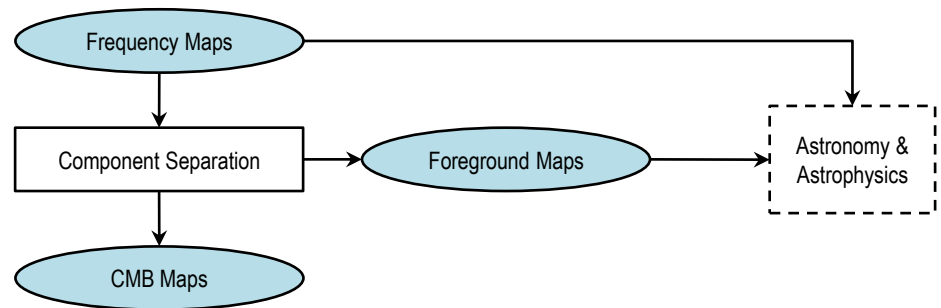 Frequency Maps
Component Separation
Foreground Maps
Astronomy &
Astrophysics
CMB Maps